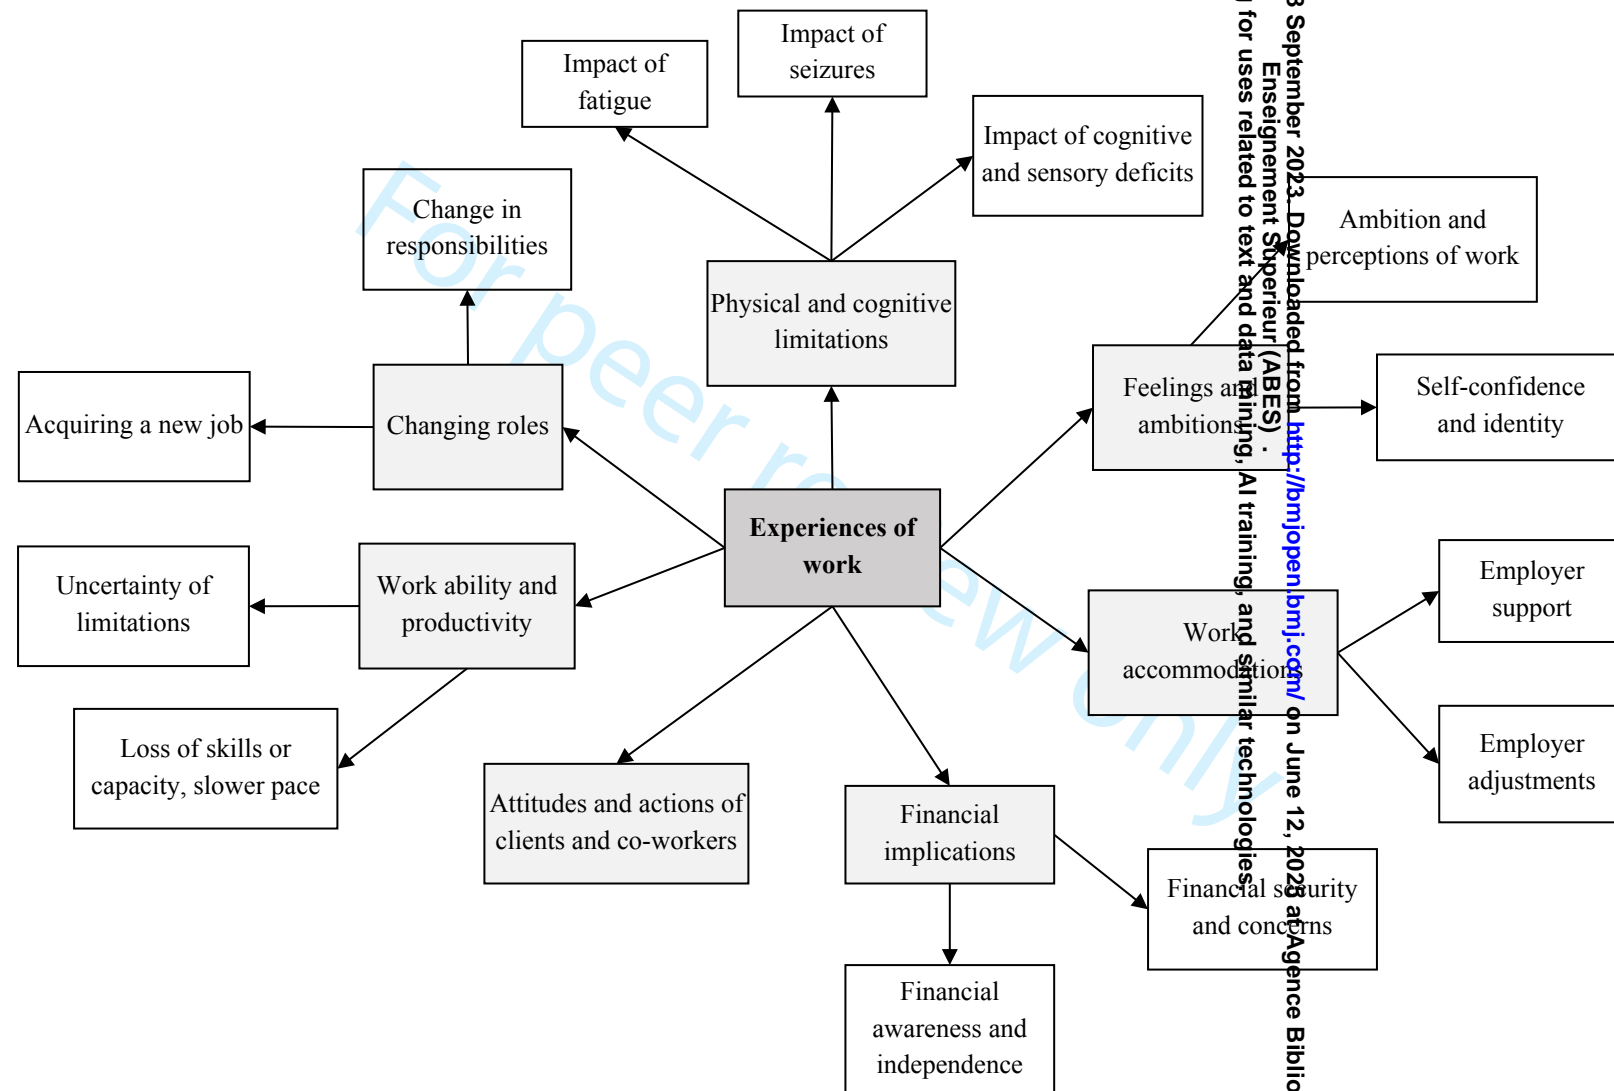 Impact of
seizures
Impact of
fatigue
Impact of cognitive
and sensory deficits
Change in
responsibilities
Ambition and
perceptions of work
Physical and cognitive
limitations
Feelings and
ambitions
Self-confidence
and identity
Acquiring a new job
Changing roles
Experiences of
work
Uncertainty of
limitations
Work ability and
productivity
Work
accommodations
Employer
support
Employer
adjustments
Loss of skills or
capacity, slower pace
Attitudes and actions of
clients and co-workers
Financial
implications
Financial security
and concerns
Financial
awareness and
independence
For peer review only
September 2023. Downloaded from http://bmjopen.bmj.com/ on June 12, 2025 at Agence
Enseignement Superieur (ABES) .
for uses related to text and data mining, AI training, and similar technologies.